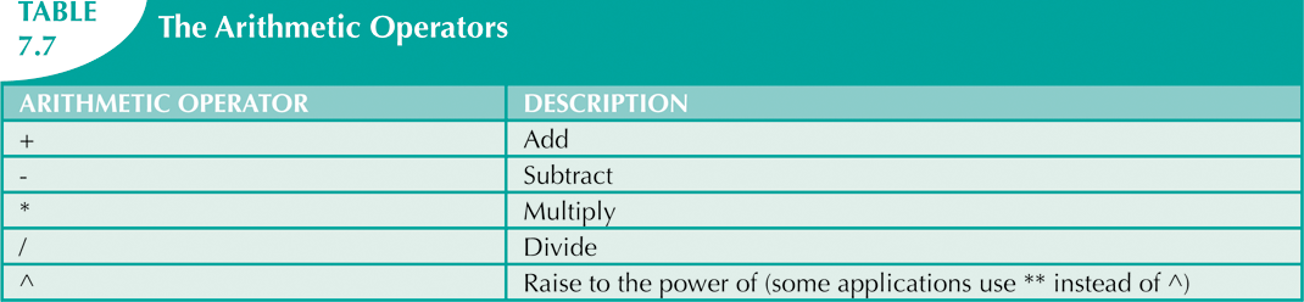 TABLE
7.7
The Arithmetic Operators
ARITHMETIC OPERATOR DESCRIPTION
+ Add
- Subtract
* Multiply
/ Divide
^ Raise to the power of (some applications use ** instead of ^)